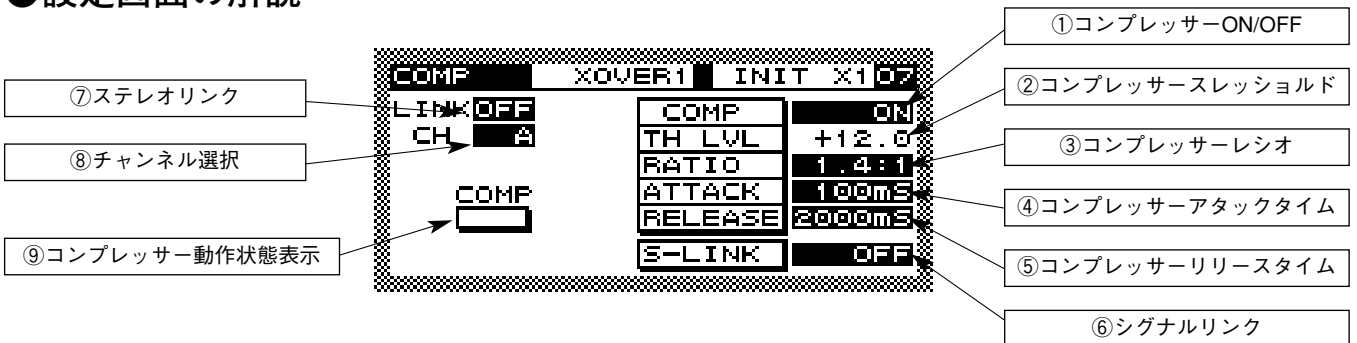 ●設定画面の解説
①コンプレッサーON/OFF
②コンプレッサースレッショルド
③コンプレッサーレシオ
④コンプレッサーアタックタイム
⑤コンプレッサーリリースタイム
⑥シグナルリンク
⑦ステレオリンク
⑧チャンネル選択
⑨コンプレッサー動作状態表示
COMP XOVER1 INIT X1 07
LINK OFF
CH A
COMP
COMP ON
TH LVL +12.0
RATIO 1.4:1
ATTACK 100mS
RELEASE 2000mS
S-LINK OFF